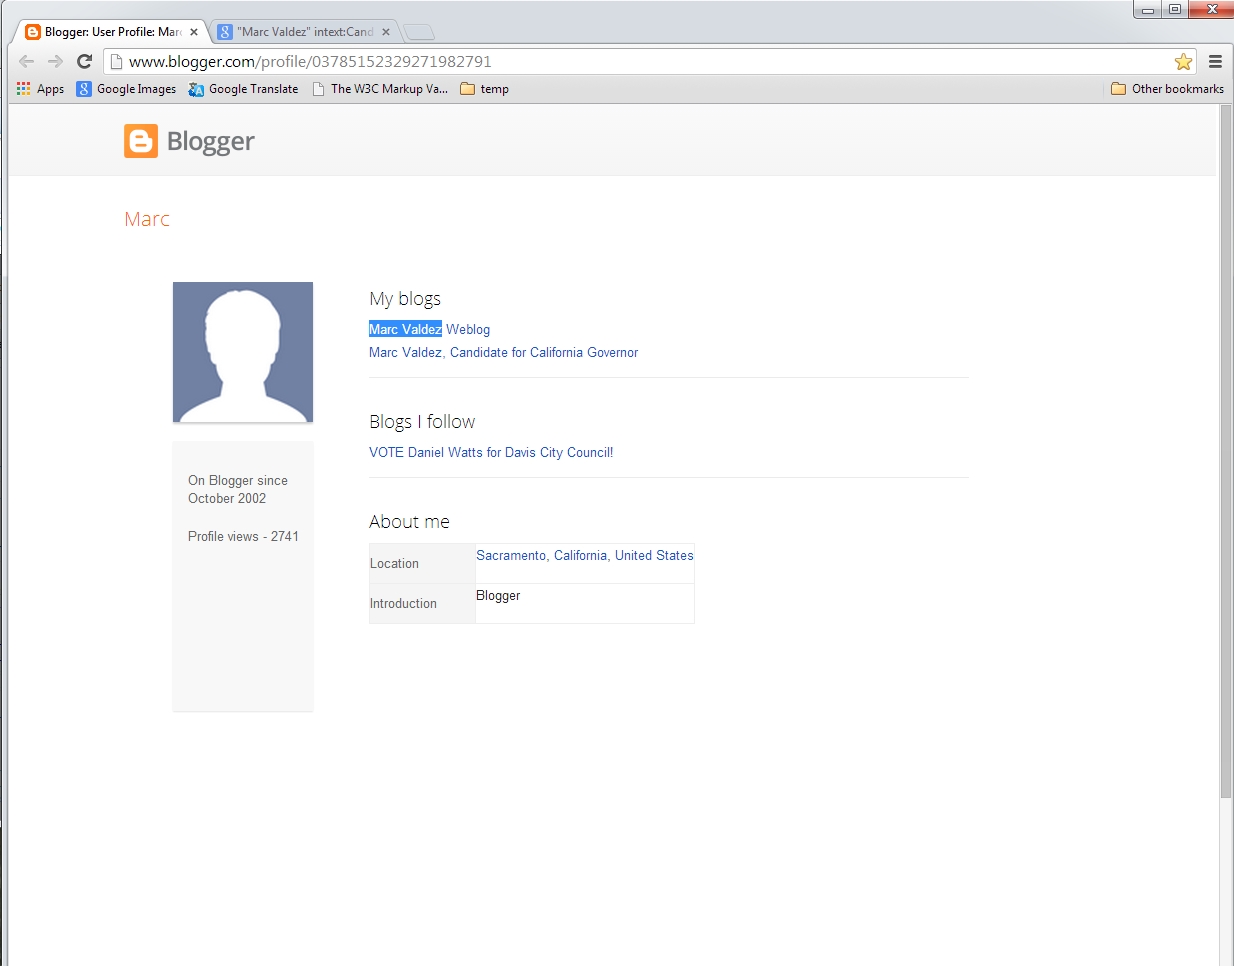 Blogger: User Profile: Marc
"Marc Valdez" intext:Cand
www.blogger.com/profile/03785152329271982791
Apps Google Images Google Translate The W3C Markup Va... temp Other bookmarks
Blogger
Marc
My blogs
Marc Valdez Weblog
Marc Valdez, Candidate for California Governor
Blogs I follow
VOTE Daniel Watts for Davis City Council!
On Blogger since
October 2002
Profile views - 2741
About me
Location Sacramento, California, United States
Introduction Blogger